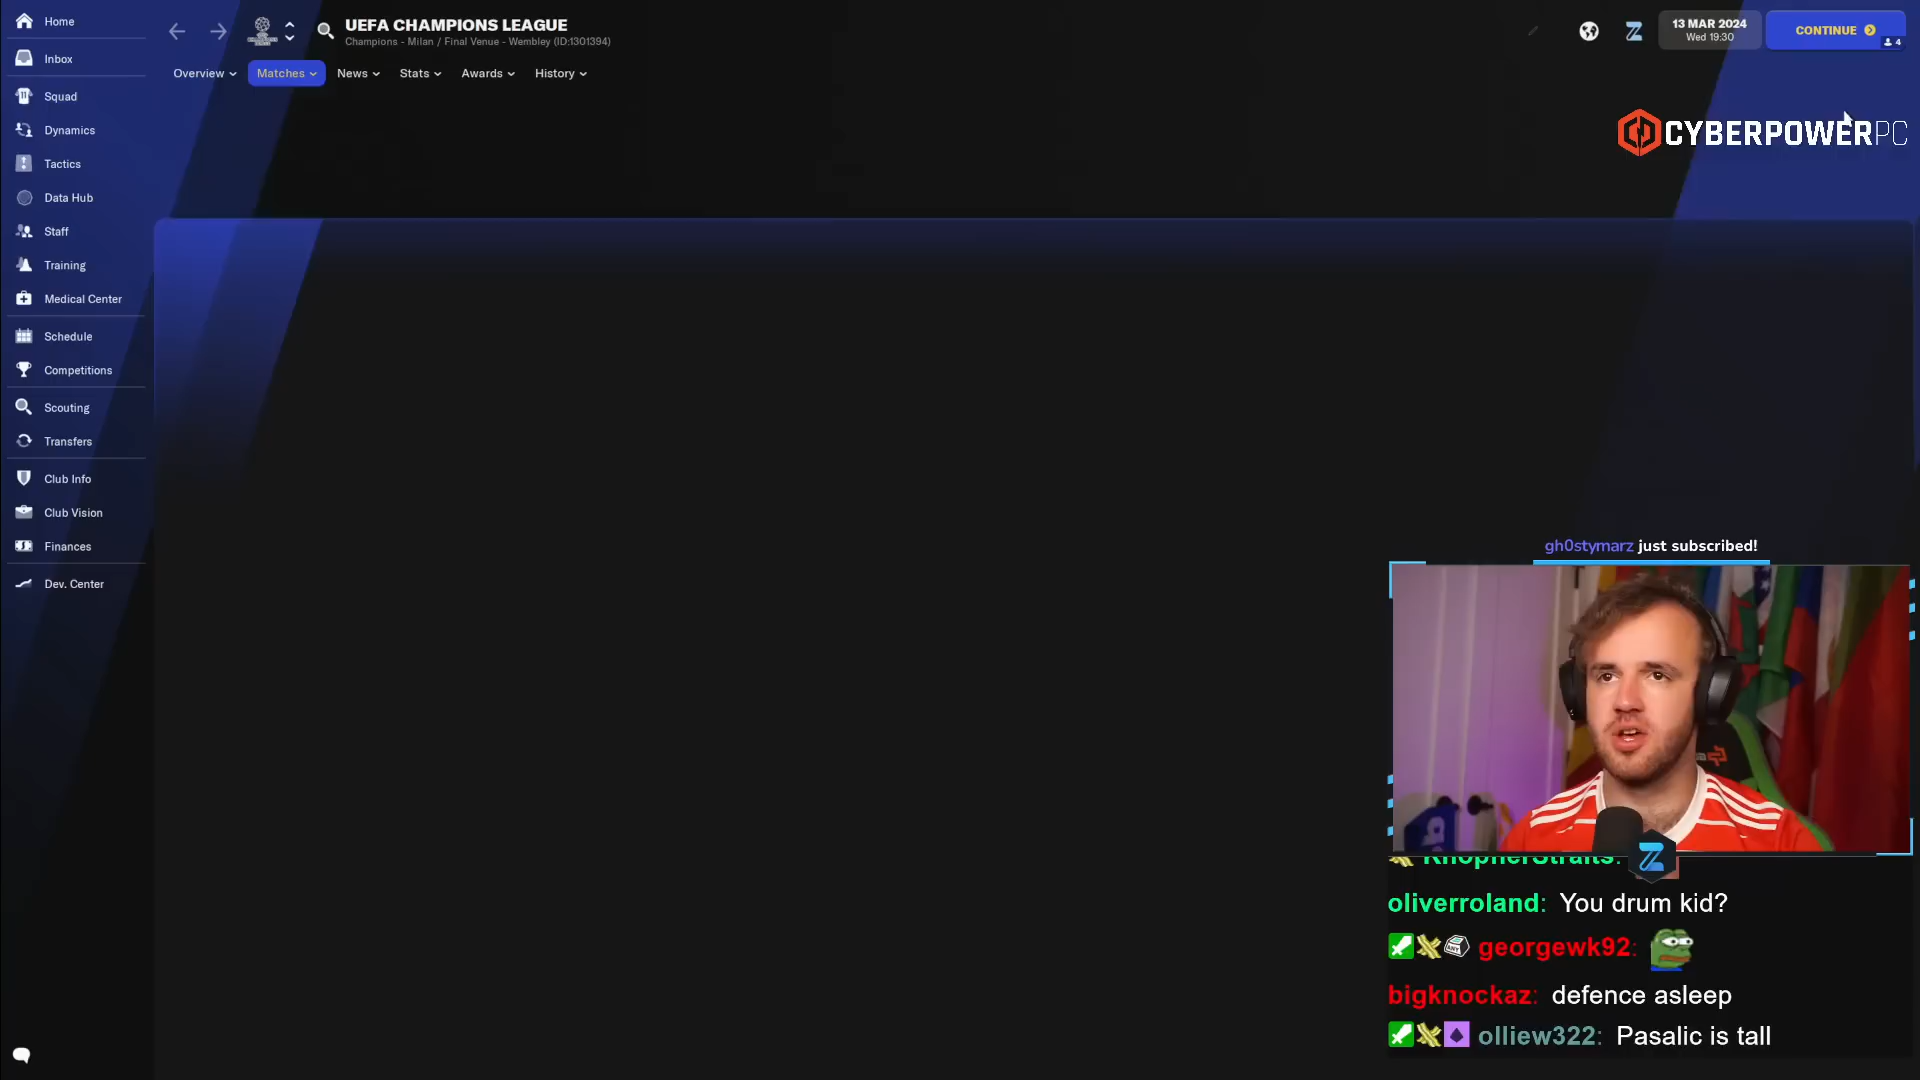 Home
Inbox
Squad
Dynamics
Tactics
Data Hub
Staff
Training
Medical Center
Schedule
Competitions
Scouting
Transfers
Club Info
Club Vision
Finances
Dev. Center
UEFA CHAMPIONS LEAGUE
Champions - Milan / Final Venue - Wembley (ID:1301394)
Overview
Matches
News
Stats
Awards
History
13 MAR 2024
Wed 19:30
CONTINUE
4
CYBERPOWERPC
gh0stymarz just subscribed!
oliverroland: You drum kid?
georgewk92:
bigknockaz: defence asleep
olliew322: Pasalic is tall